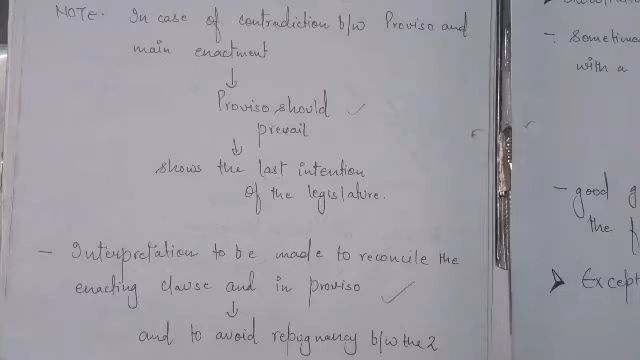 NOTE. In case of contradiction b/w Proviso and
main enactment
↓
Proviso should
prevail
↓
shows the last intention
of the legislature.
- Interpretation to be made to reconcile the
enacting clause and in proviso
↓
and to avoid repugnancy b/w the 2
- sometime
with a
- good g
the f
➤ Except